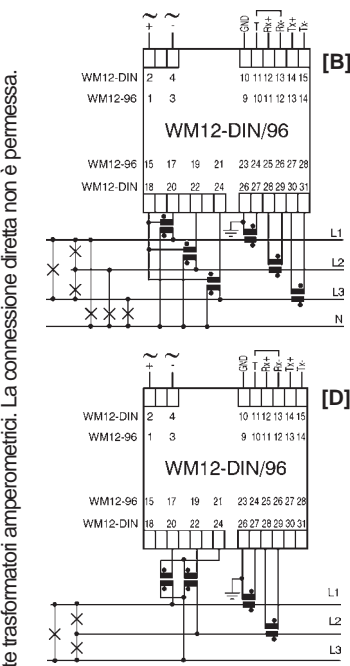 te trasformatori amperometrici. La connessione diretta non è permessa.
~ ~
+ -
GND
T
Rx+
Rx-
Tx+
Tx-
[B]
WM12-DIN 2 4 10 11 12 13 14 15
WM12-96 1 3 9 10 11 12 13 14
WM12-DIN/96
WM12-96 15 17 19 21 23 24 25 26 27 28
WM12-DIN 18 20 22 24 26 27 28 29 30 31
L1
L2
L3
N
~ ~
+ -
GND
T
Rx+
Rx-
Tx+
Tx-
[D]
WM12-DIN 2 4 10 11 12 13 14 15
WM12-96 1 3 9 10 11 12 13 14
WM12-DIN/96
WM12-96 15 17 19 21 23 24 25 26 27 28
WM12-DIN 18 20 22 24 26 27 28 29 30 31
L1
L2
L3